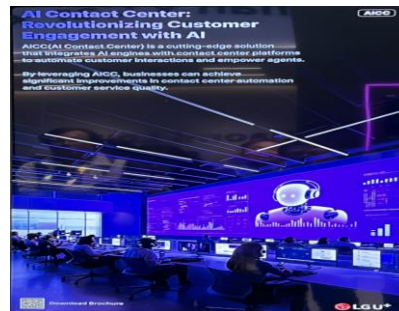 AI Contact Center:
AICC
Revolutionizing Customer
Engagement with AI
AICC(AI Contact Center) is a cutting-edge solution
that integrates AI engines with contact center platforms
to automate customer interactions and empower agents.
By leveraging AICC, businesses can achieve
significant improvements in contact center automation
and customer service quality.
Download Brochure
LG U+